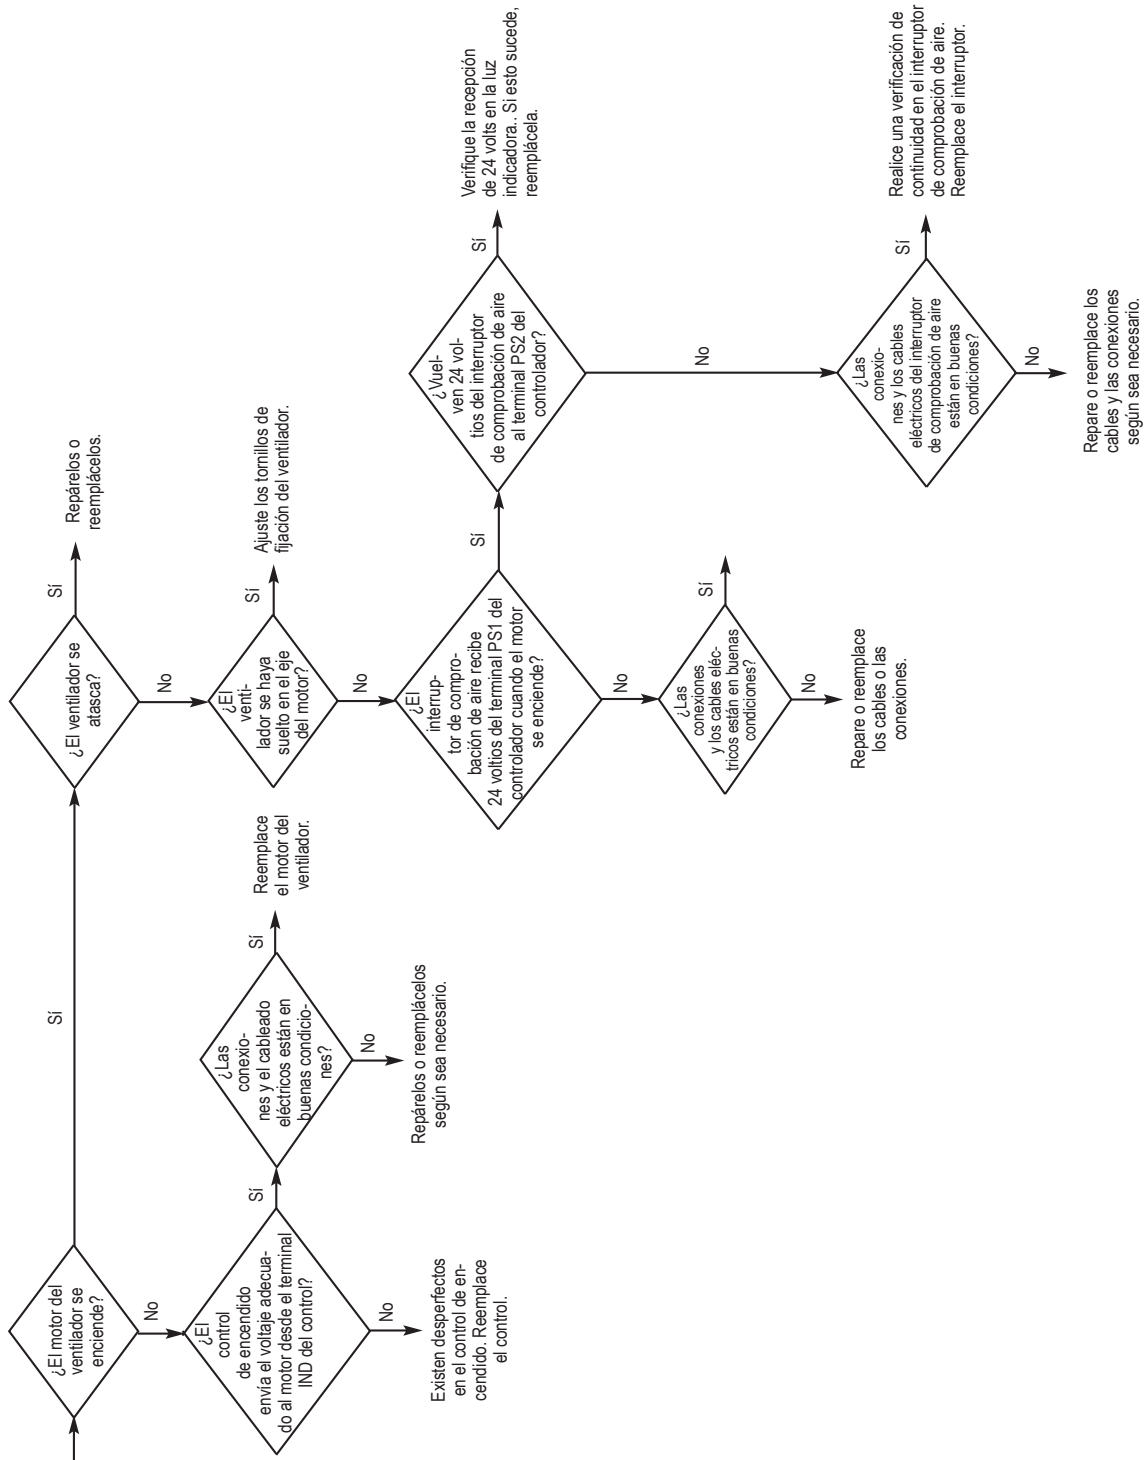 ¿El motor del
ventilador se
enciende?
Sí
No
¿El
control
de encendido
envía el voltaje adecua-
do al motor desde el terminal
IND del control?
Sí
No
Existen desperfectos
en el control de en-
cendido. Reemplace
el control.
¿Las
conexio-
nes y el cableado
eléctricos están en
buenas condicio-
nes?
Sí
Reemplace
el motor del
ventilador.
No
Repárelos o reemplácelos
según sea necesario.
¿El ventilador se
atasca?
Sí
Repárelos o
reemplácelos.
No
¿El
venti-
lador se haya
suelto en el eje
del motor?
Sí
Ajuste los tornillos de
fijación del ventilador.
No
¿El
interrup-
tor de compro-
bación de aire recibe
24 voltios del terminal PS1 del
controlador cuando el motor
se enciende?
Sí
No
¿Las
conexiones
y los cables eléc-
tricos están en buenas
condiciones?
Sí
No
Repare o reemplace
los cables o las
conexiones.
¿Vuel-
ven 24 vol-
tios del interruptor
de comprobación de aire
al terminal PS2 del
controlador?
Sí
Verifique la recepción
de 24 volts en la luz
indicadora.. Si esto sucede,
reemplácela.
No
¿Las
conexio-
nes y los cables
eléctricos del interruptor
de comprobación de aire
están en buenas
condiciones?
Sí
Realice una verificación de
continuidad en el interruptor
de comprobación de aire.
Reemplace el interruptor.
No
Repare o reemplace los
cables y las conexiones
según sea necesario.